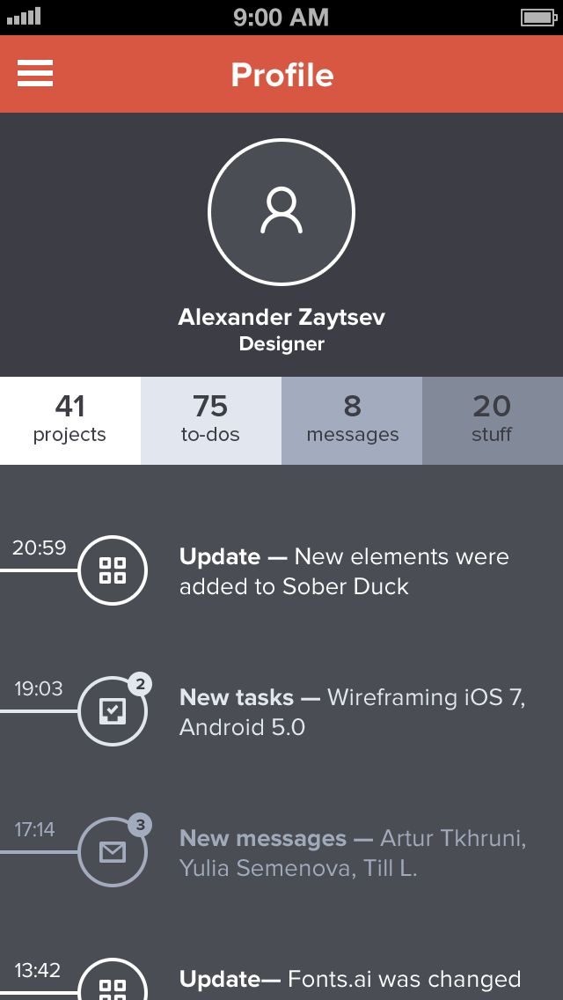 9:00 AM
Profile
Alexander Zaytsev
Designer
41 75 8 20
projects to-dos messages stuff
20:59
Update — New elements were
added to Sober Duck
19:03
2
New tasks — Wireframing iOS 7,
Android 5.0
17:14
3
New messages — Artur Tkhruni,
Yulia Semenova, Till L.
13:42
Update— Fonts.ai was changed